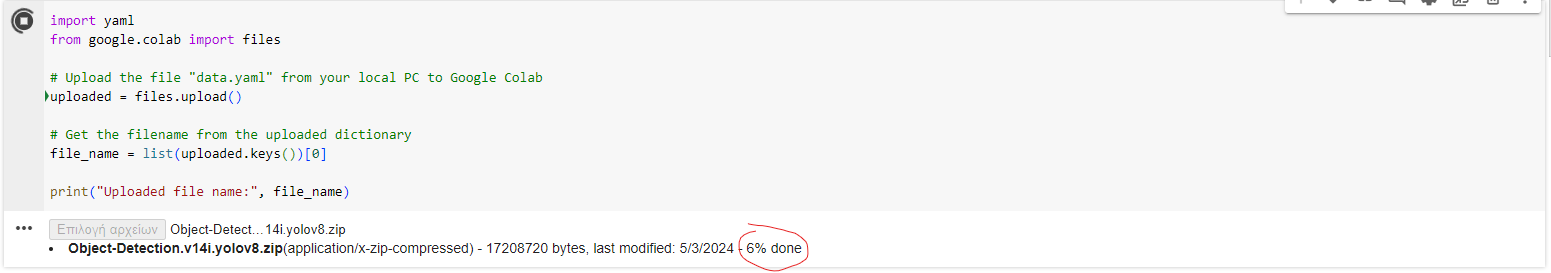 import yaml
from google.colab import files
# Upload the file "data.yaml" from your local PC to Google Colab
uploaded = files.upload()
# Get the filename from the uploaded dictionary
file_name = list(uploaded.keys())[0]
print("Uploaded file name:", file_name)
Επιλογή αρχείων Object-Detect...14i.yolov8.zip
Object-Detection.v14i.yolov8.zip(application/x-zip-compressed) - 17208720 bytes, last modified: 5/3/2024 - 6% done